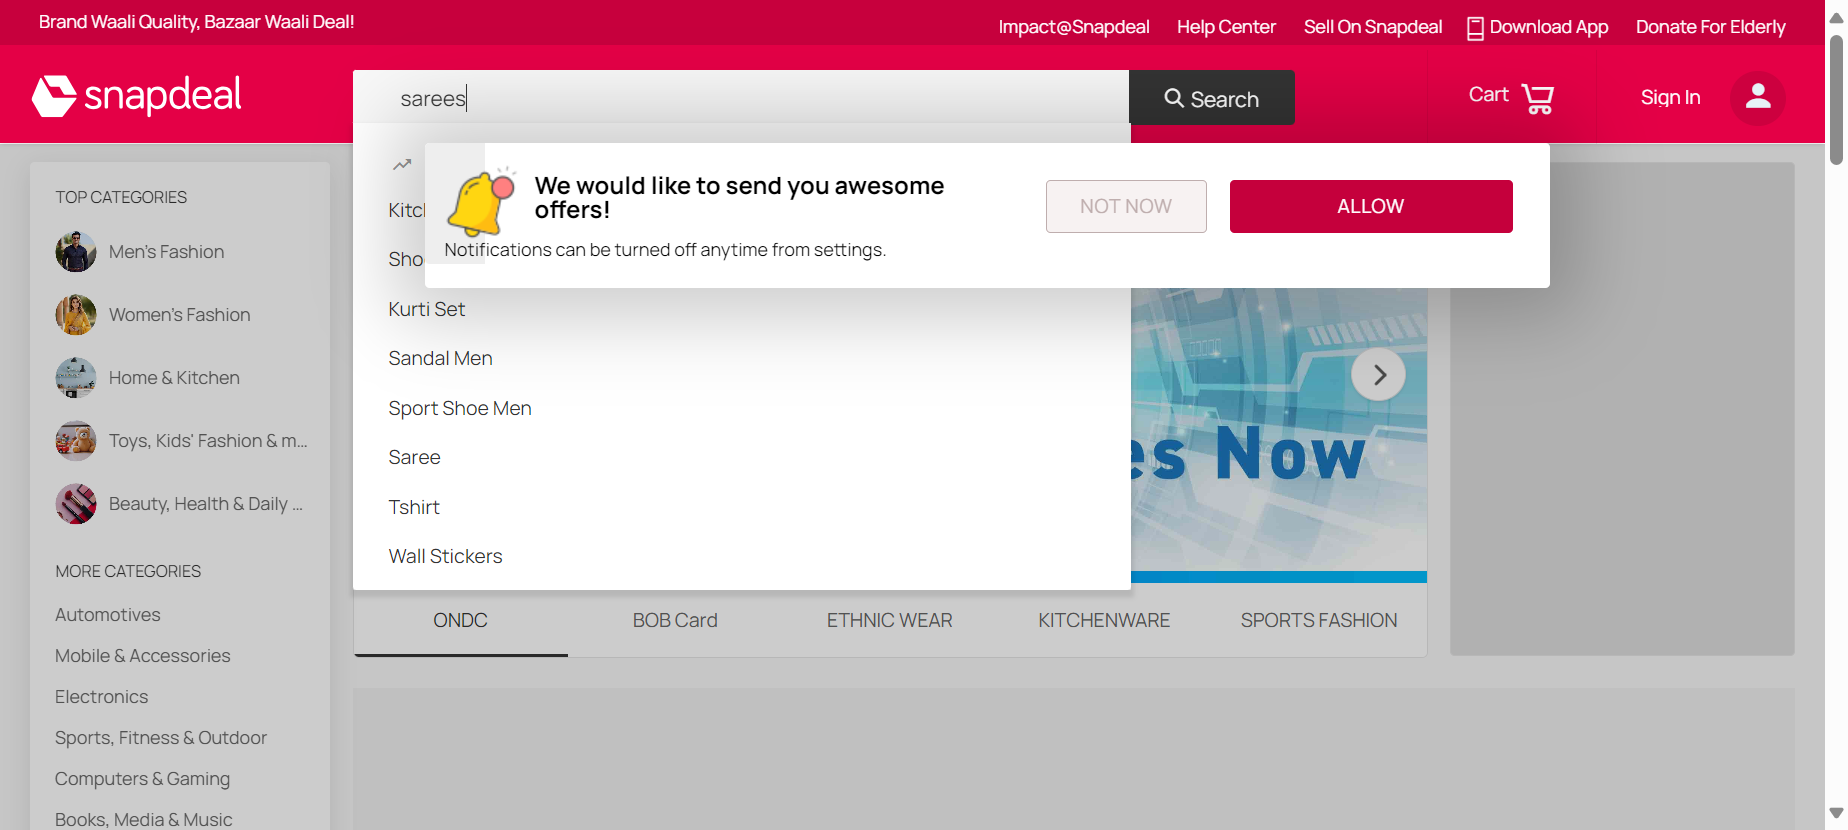 Brand Waali Quality, Bazaar Waali Deal!
Impact@Snapdeal Help Center Sell On Snapdeal Download App Donate For Elderly
snapdeal
sarees
Search
Cart
Sign In
We would like to send you awesome
offers!
Notifications can be turned off anytime from settings.
NOT NOW
ALLOW
TOP CATEGORIES
Men's Fashion
Women's Fashion
Home & Kitchen
Toys, Kids' Fashion & m...
Beauty, Health & Daily ...
MORE CATEGORIES
Automotives
Mobile & Accessories
Electronics
Sports, Fitness & Outdoor
Computers & Gaming
Books, Media & Music
Kurti Set
Sandal Men
Sport Shoe Men
Saree
Tshirt
Wall Stickers
Now
ONDC BOB Card ETHNIC WEAR KITCHENWARE SPORTS FASHION